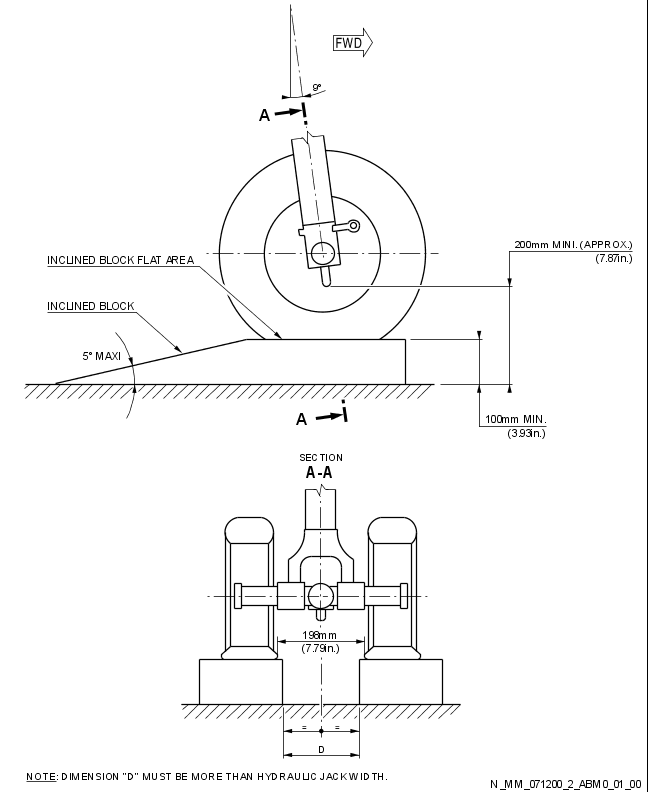 FWD
9°
A
200mm MINI. (APPROX.)
(7.87in.)
INCLINED BLOCK FLAT AREA
INCLINED BLOCK
5° MAXI
100mm MIN.
(3.93in.)
A
SECTION
A-A
198mm
(7.79in.)
= =
D
NOTE: DIMENSION "D" MUST BE MORE THAN HYDRAULIC JACK WIDTH.
N_MM_071200_2_ABM0_01_00